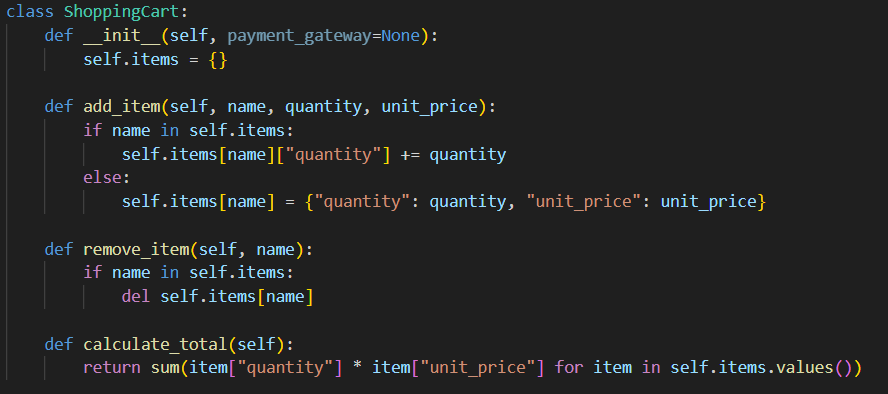 class ShoppingCart:
    def __init__(self, payment_gateway=None):
        self.items = {}

    def add_item(self, name, quantity, unit_price):
        if name in self.items:
            self.items[name]["quantity"] += quantity
        else:
            self.items[name] = {"quantity": quantity, "unit_price": unit_price}

    def remove_item(self, name):
        if name in self.items:
            del self.items[name]

    def calculate_total(self):
        return sum(item["quantity"] * item["unit_price"] for item in self.items.values())